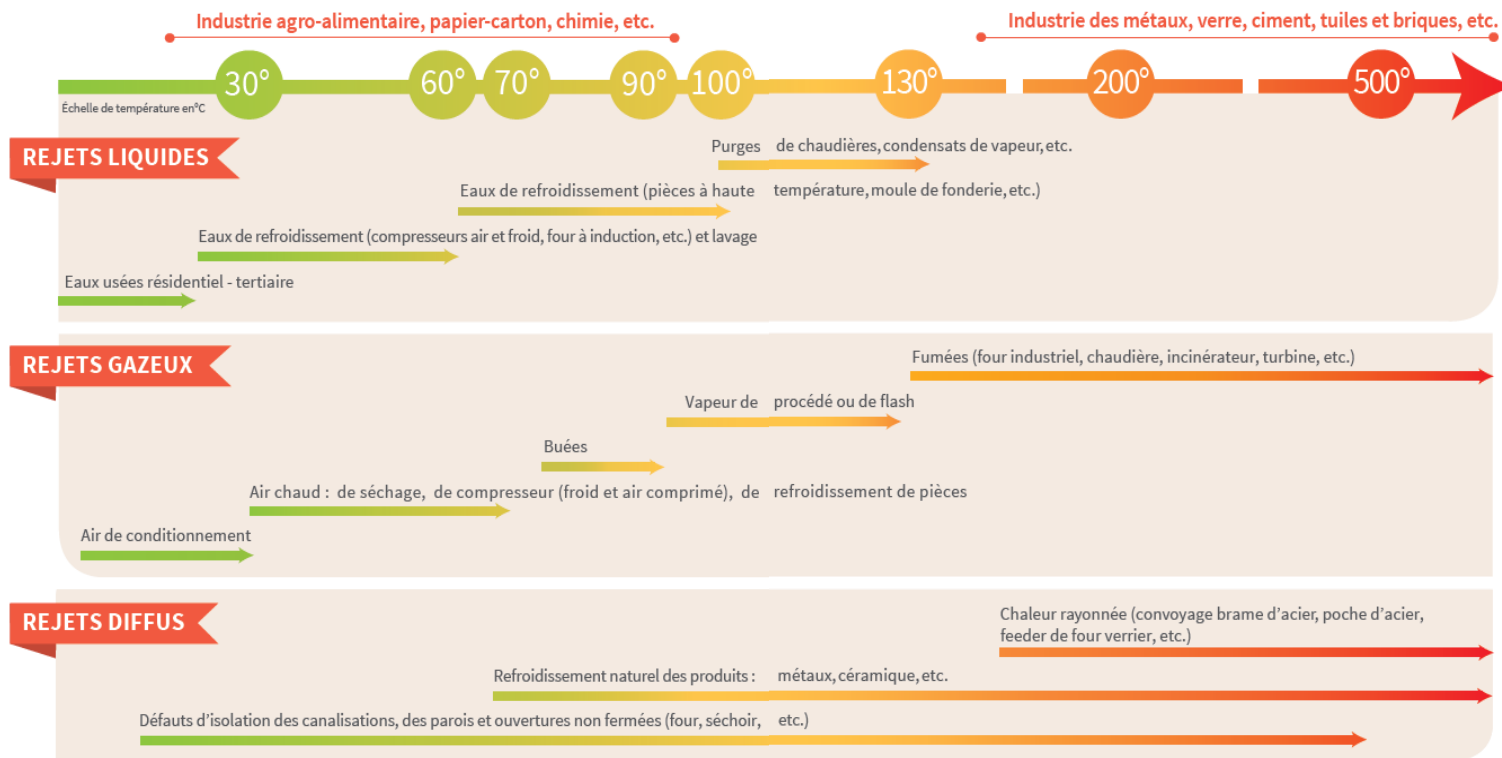 Industrie agro-alimentaire, papier-carton, chimie, etc.
Industrie des métaux, verre, ciment, tuiles et briques, etc.
30° 60° 70° 90° 100° 130° 200° 500°
Échelle de température en°C
REJETS LIQUIDES
Purges de chaudières, condensats de vapeur, etc.
Eaux de refroidissement (pièces à haute température, moule de fonderie, etc.)
Eaux de refroidissement (compresseurs air et froid, four à induction, etc.) et lavage
Eaux usées résidentiel - tertiaire
REJETS GAZEUX
Fumées (four industriel, chaudière, incinérateur, turbine, etc.)
Vapeur de procédé ou de flash
Buées
Air chaud : de séchage, de compresseur (froid et air comprimé), de refroidissement de pièces
Air de conditionnement
REJETS DIFFUS
Chaleur rayonnée (convoyage brame d'acier, poche d'acier,
feeder de four verrier, etc.)
Refroidissement naturel des produits : métaux, céramique, etc.
Défauts d'isolation des canalisations, des parois et ouvertures non fermées (four, séchoir, etc.)